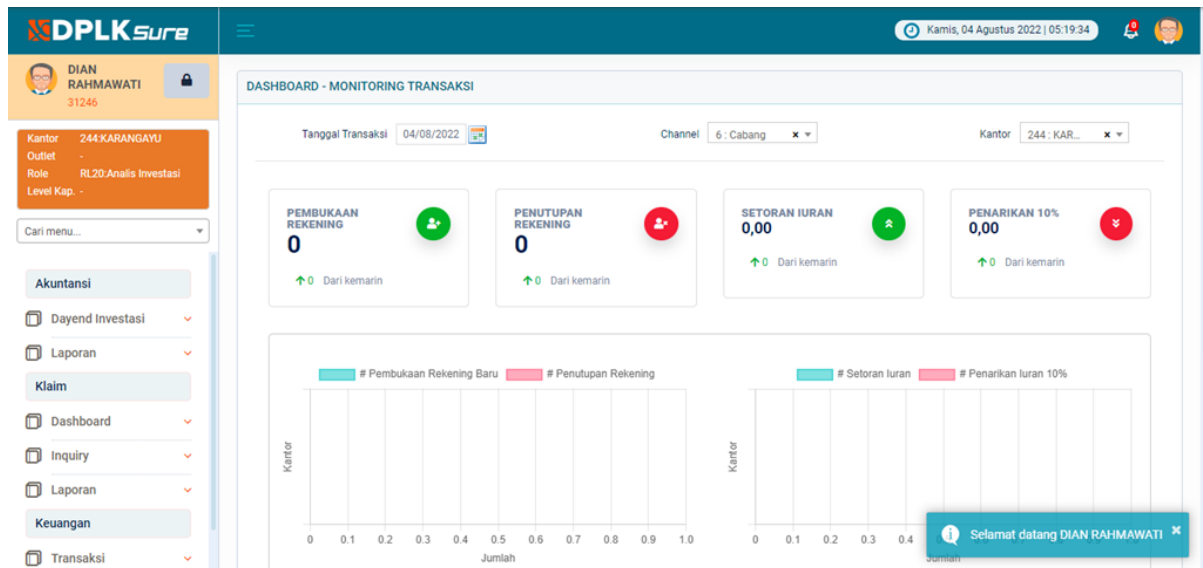 DPLKSure
Kamis, 04 Agustus 2022 | 05:19:34
DIAN
RAHMAWATI
31246
Kantor 244:KARANGAYU
Outlet -
Role RL20:Analis Investasi
Level Kap. -
Cari menu...
Akuntansi
Dayend Investasi
Laporan
Klaim
Dashboard
Inquiry
Laporan
Keuangan
Transaksi
DASHBOARD - MONITORING TRANSAKSI
Tanggal Transaksi 04/08/2022 Channel 6 : Cabang x Kantor 244 : KAR... x
PEMBUKAAN
REKENING
0
0 Dari kemarin
PENUTUPAN
REKENING
0
0 Dari kemarin
SETORAN IURAN
0,00
0 Dari kemarin
PENARIKAN 10%
0,00
0 Dari kemarin
# Pembukaan Rekening Baru # Penutupan Rekening
Kantor
0 0.1 0.2 0.3 0.4 0.5 0.6 0.7 0.8 0.9 1.0
Jumlah
# Setoran Iuran # Penarikan Iuran 10%
Kantor
0 0.1 0.2 0.3 0.4
Jumlah
Selamat datang DIAN RAHMAWATI ×